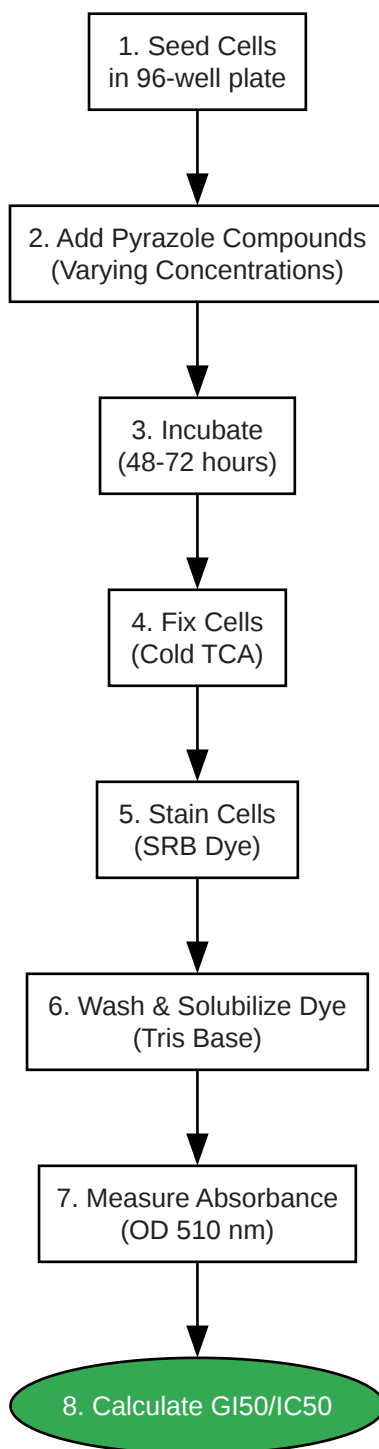 1. Seed Cells
in 96-well plate
2. Add Pyrazole Compounds
(Varying Concentrations)
3. Incubate
(48-72 hours)
4. Fix Cells
(Cold TCA)
5. Stain Cells
(SRB Dye)
6. Wash & Solubilize Dye
(Tris Base)
7. Measure Absorbance
(OD 510 nm)
8. Calculate GI50/IC50